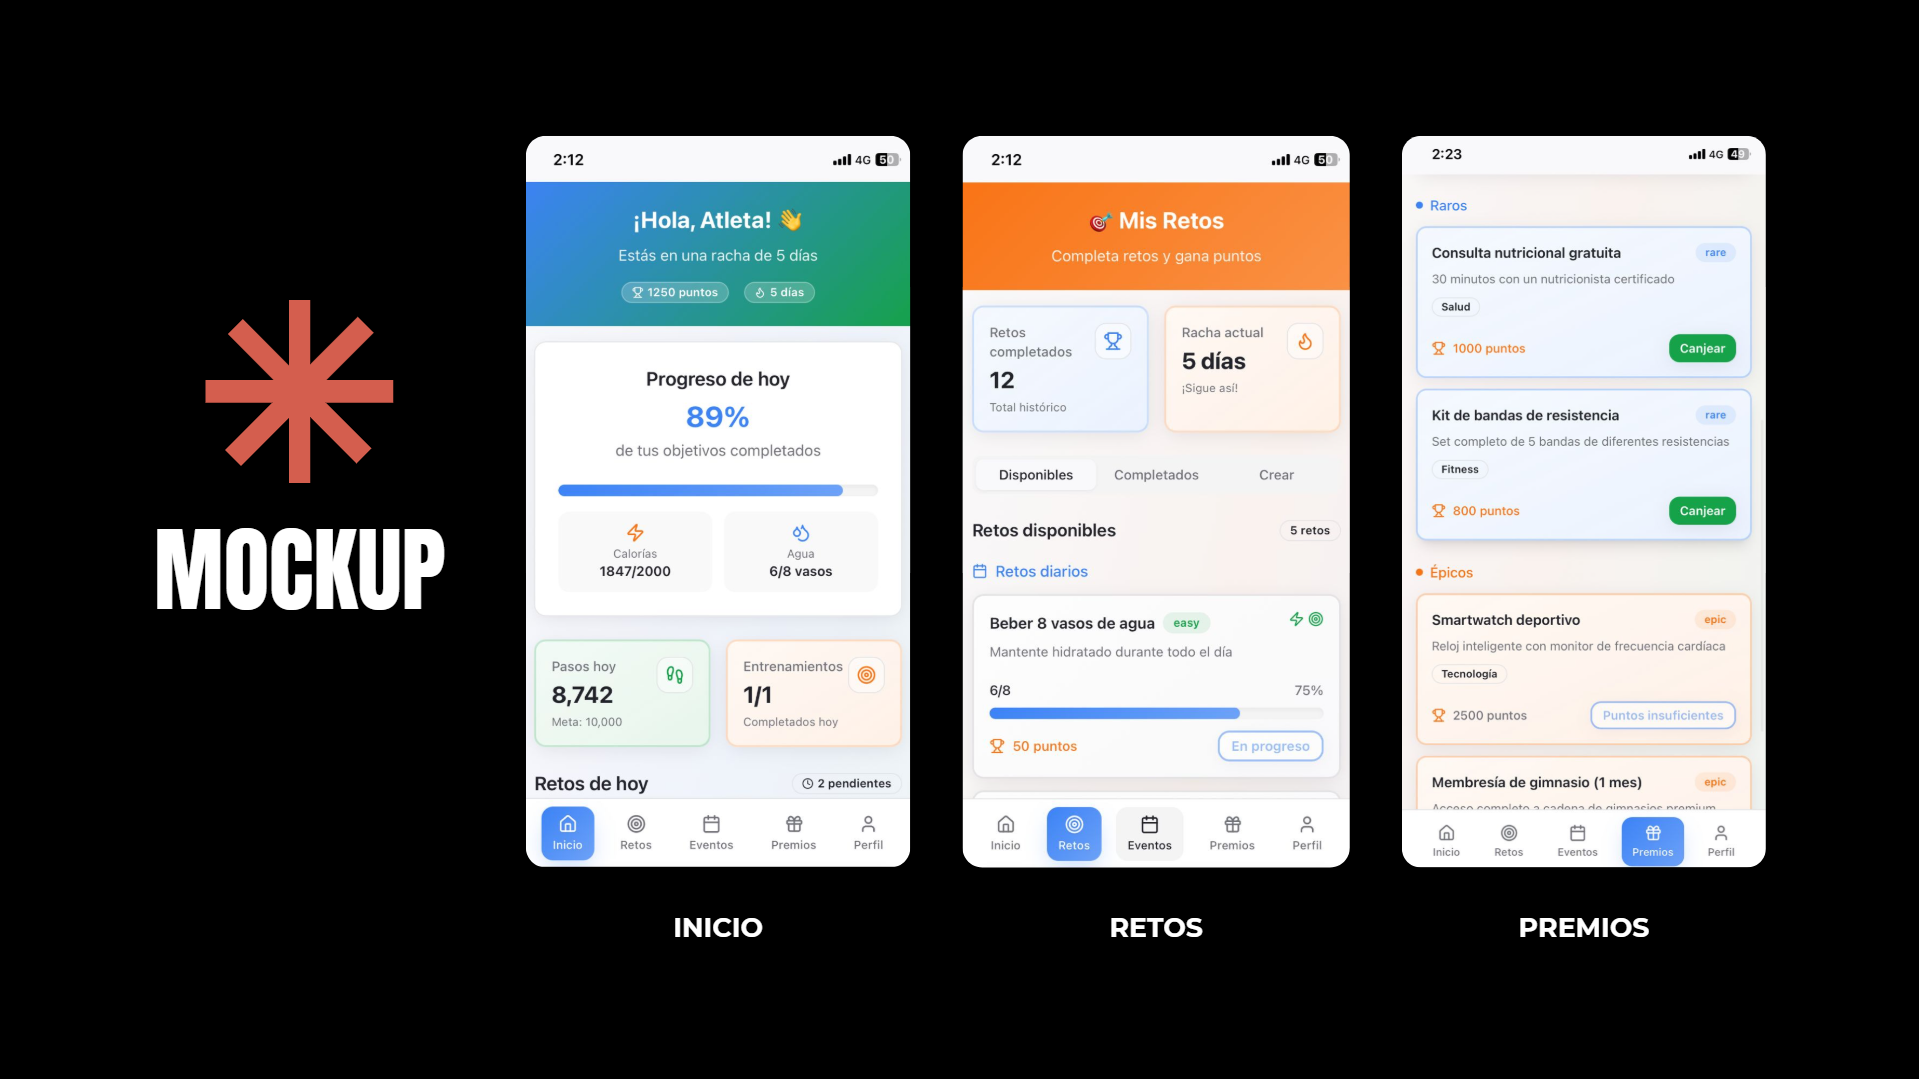 MOCKUP
2:12
4G 50
¡Hola, Atleta! 👋
Estás en una racha de 5 días
1250 puntos
5 días
Progreso de hoy
89%
de tus objetivos completados
Calorías
1847/2000
Agua
6/8 vasos
Pasos hoy
8,742
Meta: 10,000
Entrenamientos
1/1
Completados hoy
Retos de hoy
2 pendientes
Inicio
Retos
Eventos
Premios
Perfil
INICIO
2:12
4G 50
🎯 Mis Retos
Completa retos y gana puntos
Retos
completados
12
Total histórico
Racha actual
5 días
¡Sigue así!
Disponibles
Completados
Crear
Retos disponibles
5 retos
Retos diarios
Beber 8 vasos de agua
easy
Mantente hidratado durante todo el día
6/8
75%
50 puntos
En progreso
Inicio
Retos
Eventos
Premios
Perfil
RETOS
2:23
4G 49
Raros
Consulta nutricional gratuita
rare
30 minutos con un nutricionista certificado
Salud
1000 puntos
Canjear
Kit de bandas de resistencia
rare
Set completo de 5 bandas de diferentes resistencias
Fitness
800 puntos
Canjear
Épicos
Smartwatch deportivo
epic
Reloj inteligente con monitor de frecuencia cardíaca
Tecnología
2500 puntos
Puntos insuficientes
Membresía de gimnasio (1 mes)
epic
Acceso completo a cadena de gimnasios premium
Inicio
Retos
Eventos
Premios
Perfil
PREMIOS